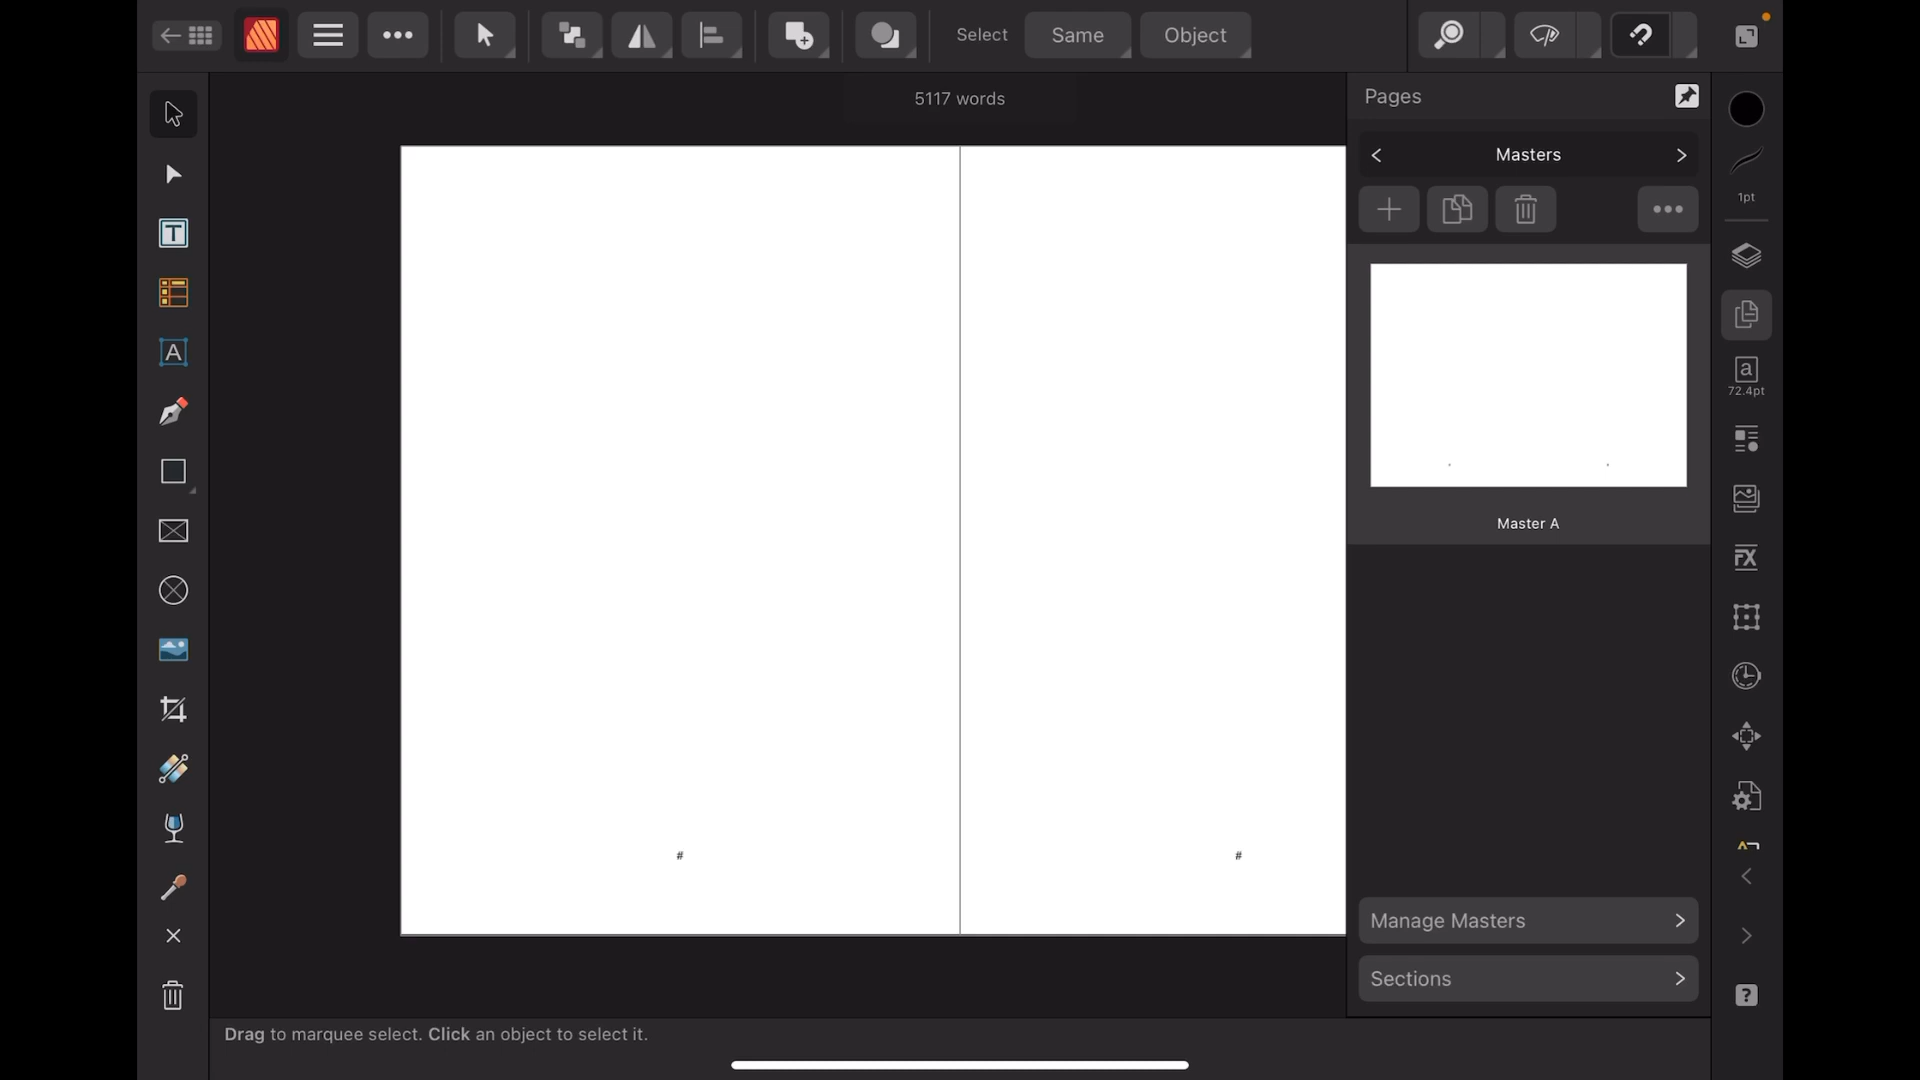 Select
Same
Object
5117 words
Pages
Masters
1pt
T
A
a
72.4pt
FX
Master A
#
#
Manage Masters
Sections
?
Drag to marquee select. Click an object to select it.